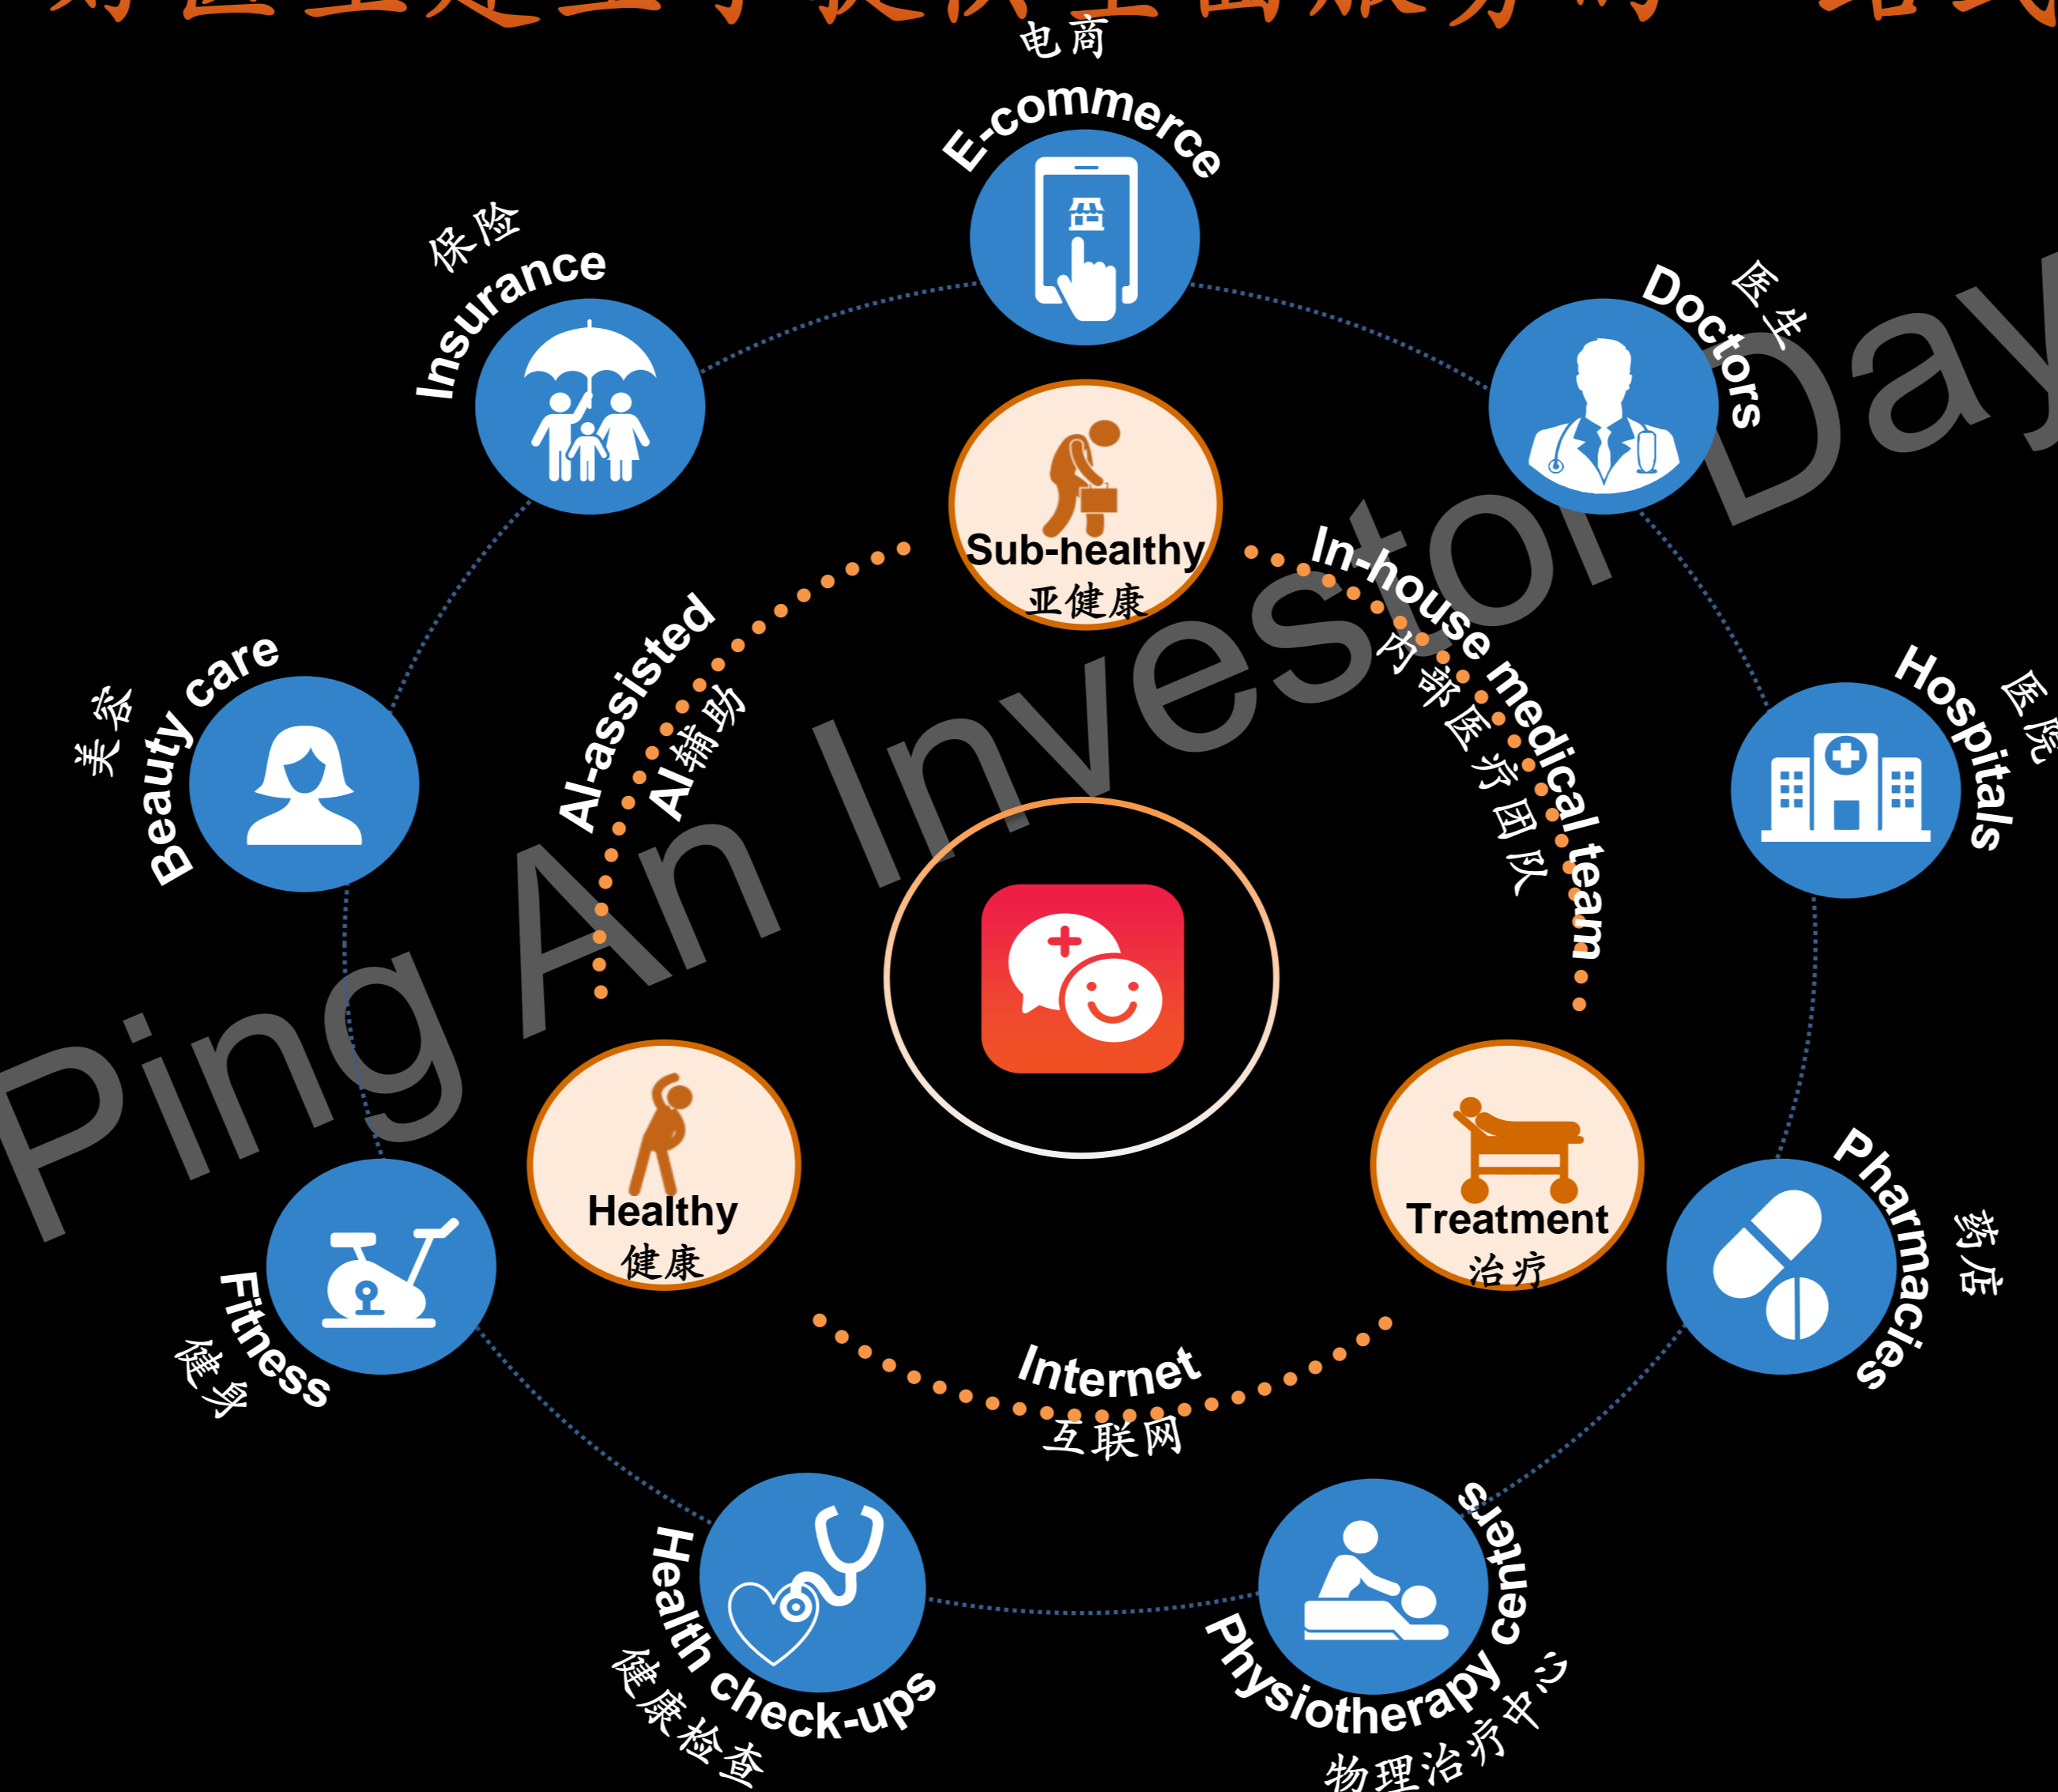 电商
E-commerce
保险
Insurance
医生
Doctors
Sub-healthy
亚健康
AI-assisted
AI辅助
In-house medical team
内部医疗团队
美容
Beauty care
Hospitals
医院
Ping An Investor Day
Healthy
健康
Treatment
治疗
Pharmacies
药店
Fitness
健身
Internet
互联网
Health check-ups
健康检查
Physiotherapy centers
物理治疗中心